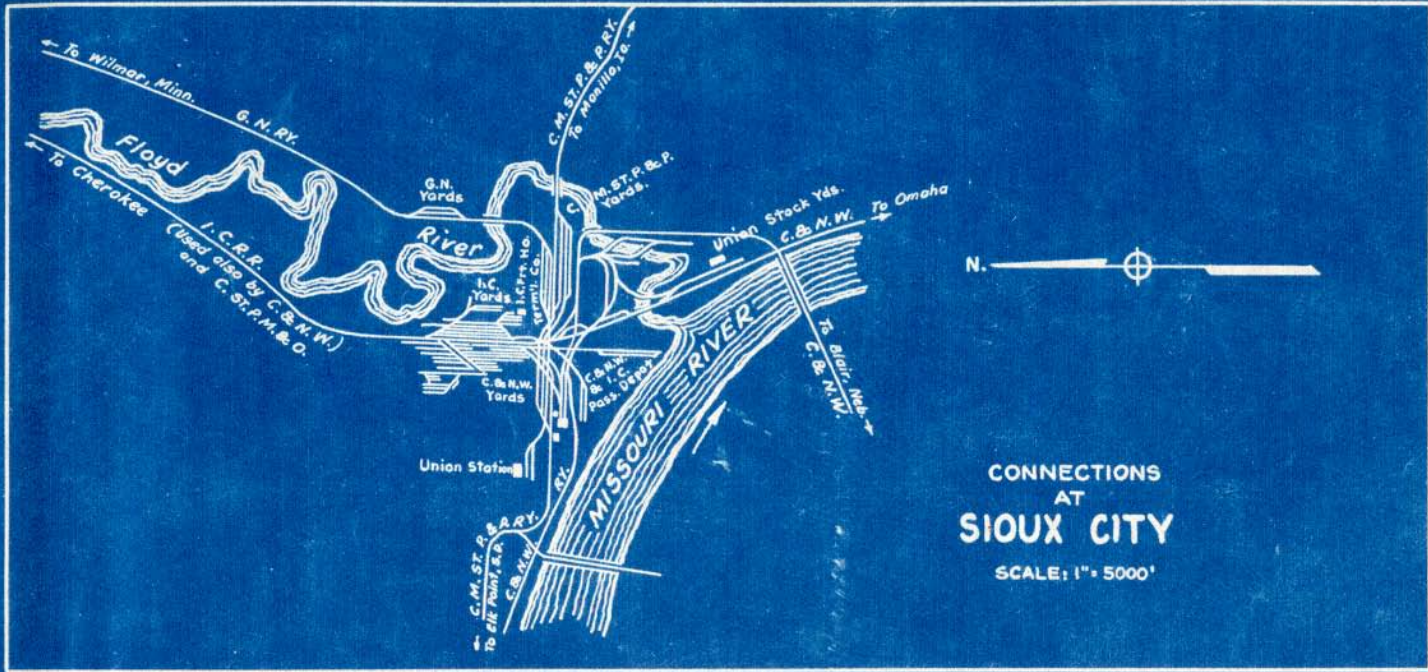 ← To Wilmar, Minn.
G. N. RY.
Floyd
River
← To Cherokee
I. C. R. R.
(Used also by C. & N. W.)
and C. ST. P. M. & O.
G.N.
Yards
C. M. ST. P. & P. RY.
To Manilla, Ia. →
C. M. ST. P. & P.
Yards.
I.C.
Yards
I.C. Frt. Ho.
Term'l. Co.
Union Stock Yds.
C. & N. W. To Omaha →
N.
C. & N.W.
Yards
C. & N.W.
& I. C.
Pass. Depot
MISSOURI RIVER
To Blair, Neb. →
C. & N. W.
Union Station
RY.
C. M. ST. P. & P. RY.
← To Elk Point, S.D.
C. & N.W.
CONNECTIONS
AT
SIOUX CITY
SCALE: 1" = 5000'